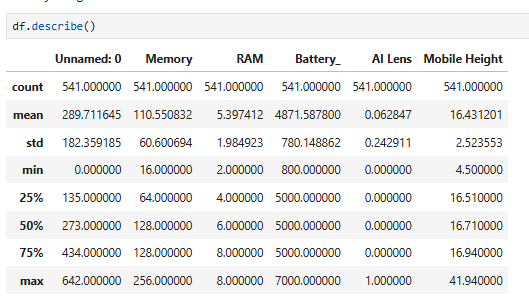 df.describe()
Unnamed: 0 Memory RAM Battery_ AI Lens Mobile Height
count 541.000000 541.000000 541.000000 541.000000 541.000000 541.000000
mean 289.711645 110.550832 5.397412 4871.587800 0.062847 16.431201
std 182.359185 60.600694 1.984923 780.148862 0.242911 2.523553
min 0.000000 16.000000 2.000000 800.000000 0.000000 4.500000
25% 135.000000 64.000000 4.000000 5000.000000 0.000000 16.510000
50% 273.000000 128.000000 6.000000 5000.000000 0.000000 16.710000
75% 434.000000 128.000000 8.000000 5000.000000 0.000000 16.940000
max 642.000000 256.000000 8.000000 7000.000000 1.000000 41.940000